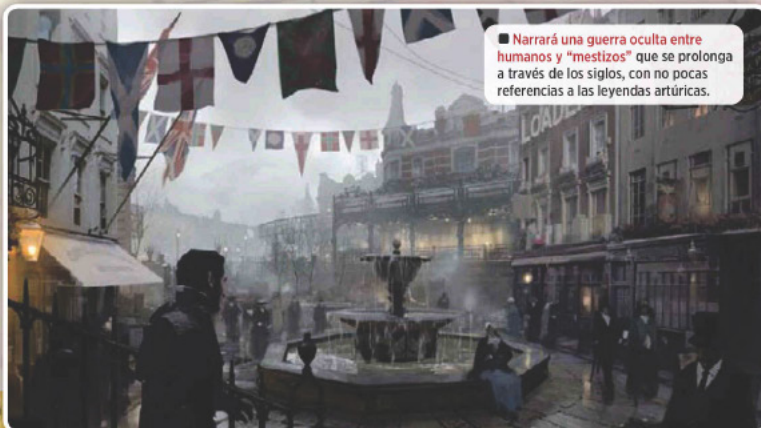 ■ Narrará una guerra oculta entre
humanos y “mestizos” que se prolonga
a través de los siglos, con no pocas
referencias a las leyendas artúricas.